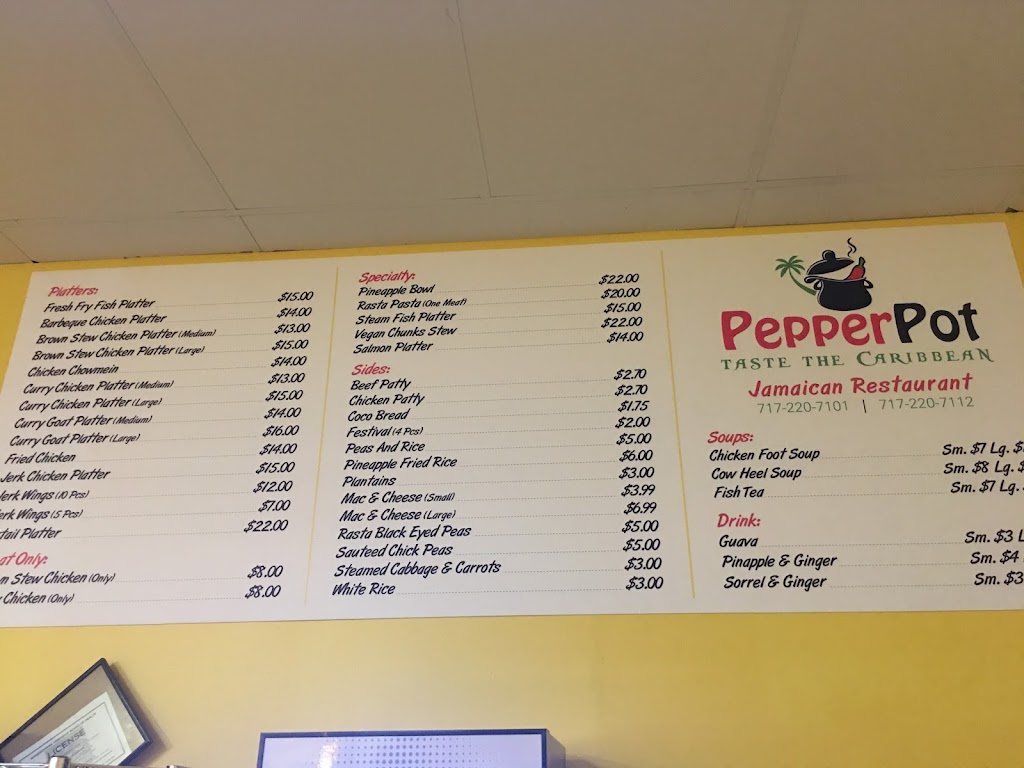 Platters:
Fresh Fry Fish Platter $15.00
Barbeque Chicken Platter $14.00
Brown Stew Chicken Platter (Medium) $13.00
Brown Stew Chicken Platter (Large) $15.00
Chicken Chowmein $14.00
Curry Chicken Platter (Medium) $13.00
Curry Chicken Platter (Large) $15.00
Curry Goat Platter (Medium) $14.00
Curry Goat Platter (Large) $16.00
Fried Chicken $14.00
Jerk Chicken Platter $15.00
Jerk Wings (10 Pcs) $12.00
erk Wings (5 Pcs) $7.00
tail Platter $22.00
at Only:
n Stew Chicken (Only) $8.00
Chicken (Only) $8.00
Specialty:
Pineapple Bowl $22.00
Rasta Pasta (One Meat) $20.00
Steam Fish Platter $15.00
Vegan Chunks Stew $22.00
Salmon Platter $14.00
Sides:
Beef Patty $2.70
Chicken Patty $2.70
Coco Bread $1.75
Festival (4 Pcs) $2.00
Peas And Rice $5.00
Pineapple Fried Rice $6.00
Plantains $3.00
Mac & Cheese (Small) $3.99
Mac & Cheese (Large) $6.99
Rasta Black Eyed Peas $5.00
Sauteed Chick Peas $5.00
Steamed Cabbage & Carrots $3.00
White Rice $3.00
PepperPot
TASTE THE CARIBBEAN
Jamaican Restaurant
717-220-7101 | 717-220-7112
Soups:
Chicken Foot Soup Sm. $7 Lg. $
Cow Heel Soup Sm. $8 Lg. $
Fish Tea Sm. $7 Lg.
Drink:
Guava Sm. $3 L
Pinapple & Ginger Sm. $4
Sorrel & Ginger Sm. $3
LICENSE